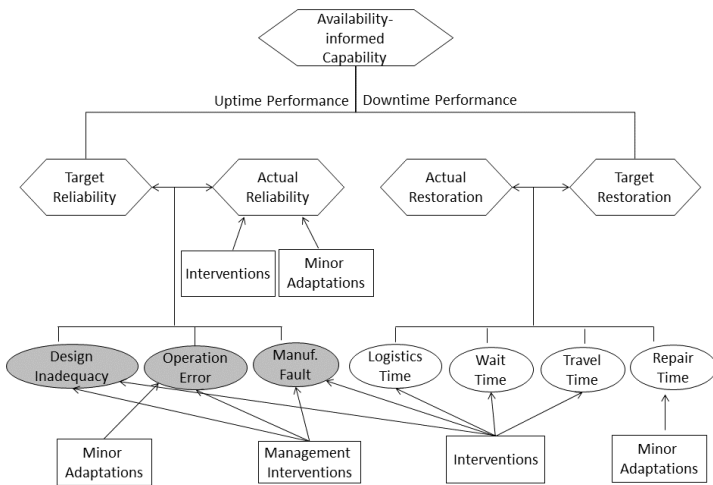 Availability-
informed
Capability
Uptime Performance
Downtime Performance
Target
Reliability
Actual
Reliability
Actual
Restoration
Target
Restoration
Interventions
Minor
Adaptations
Design
Inadequacy
Operation
Error
Manuf.
Fault
Logistics
Time
Wait
Time
Travel
Time
Repair
Time
Minor
Adaptations
Management
Interventions
Interventions
Minor
Adaptations